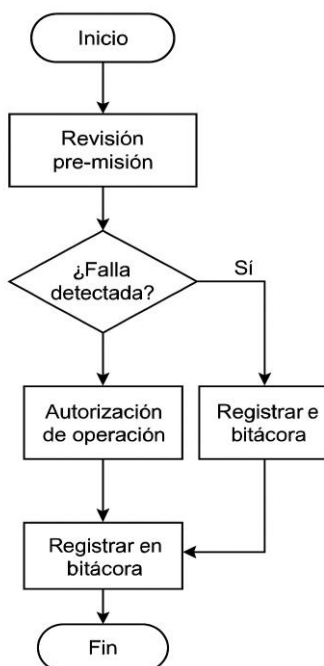 Inicio
Revisión
pre-misión
¿Falla
detectada?
Sí
Autorización
de operación
Registrar e
bitácora
Registrar en
bitácora
Fin